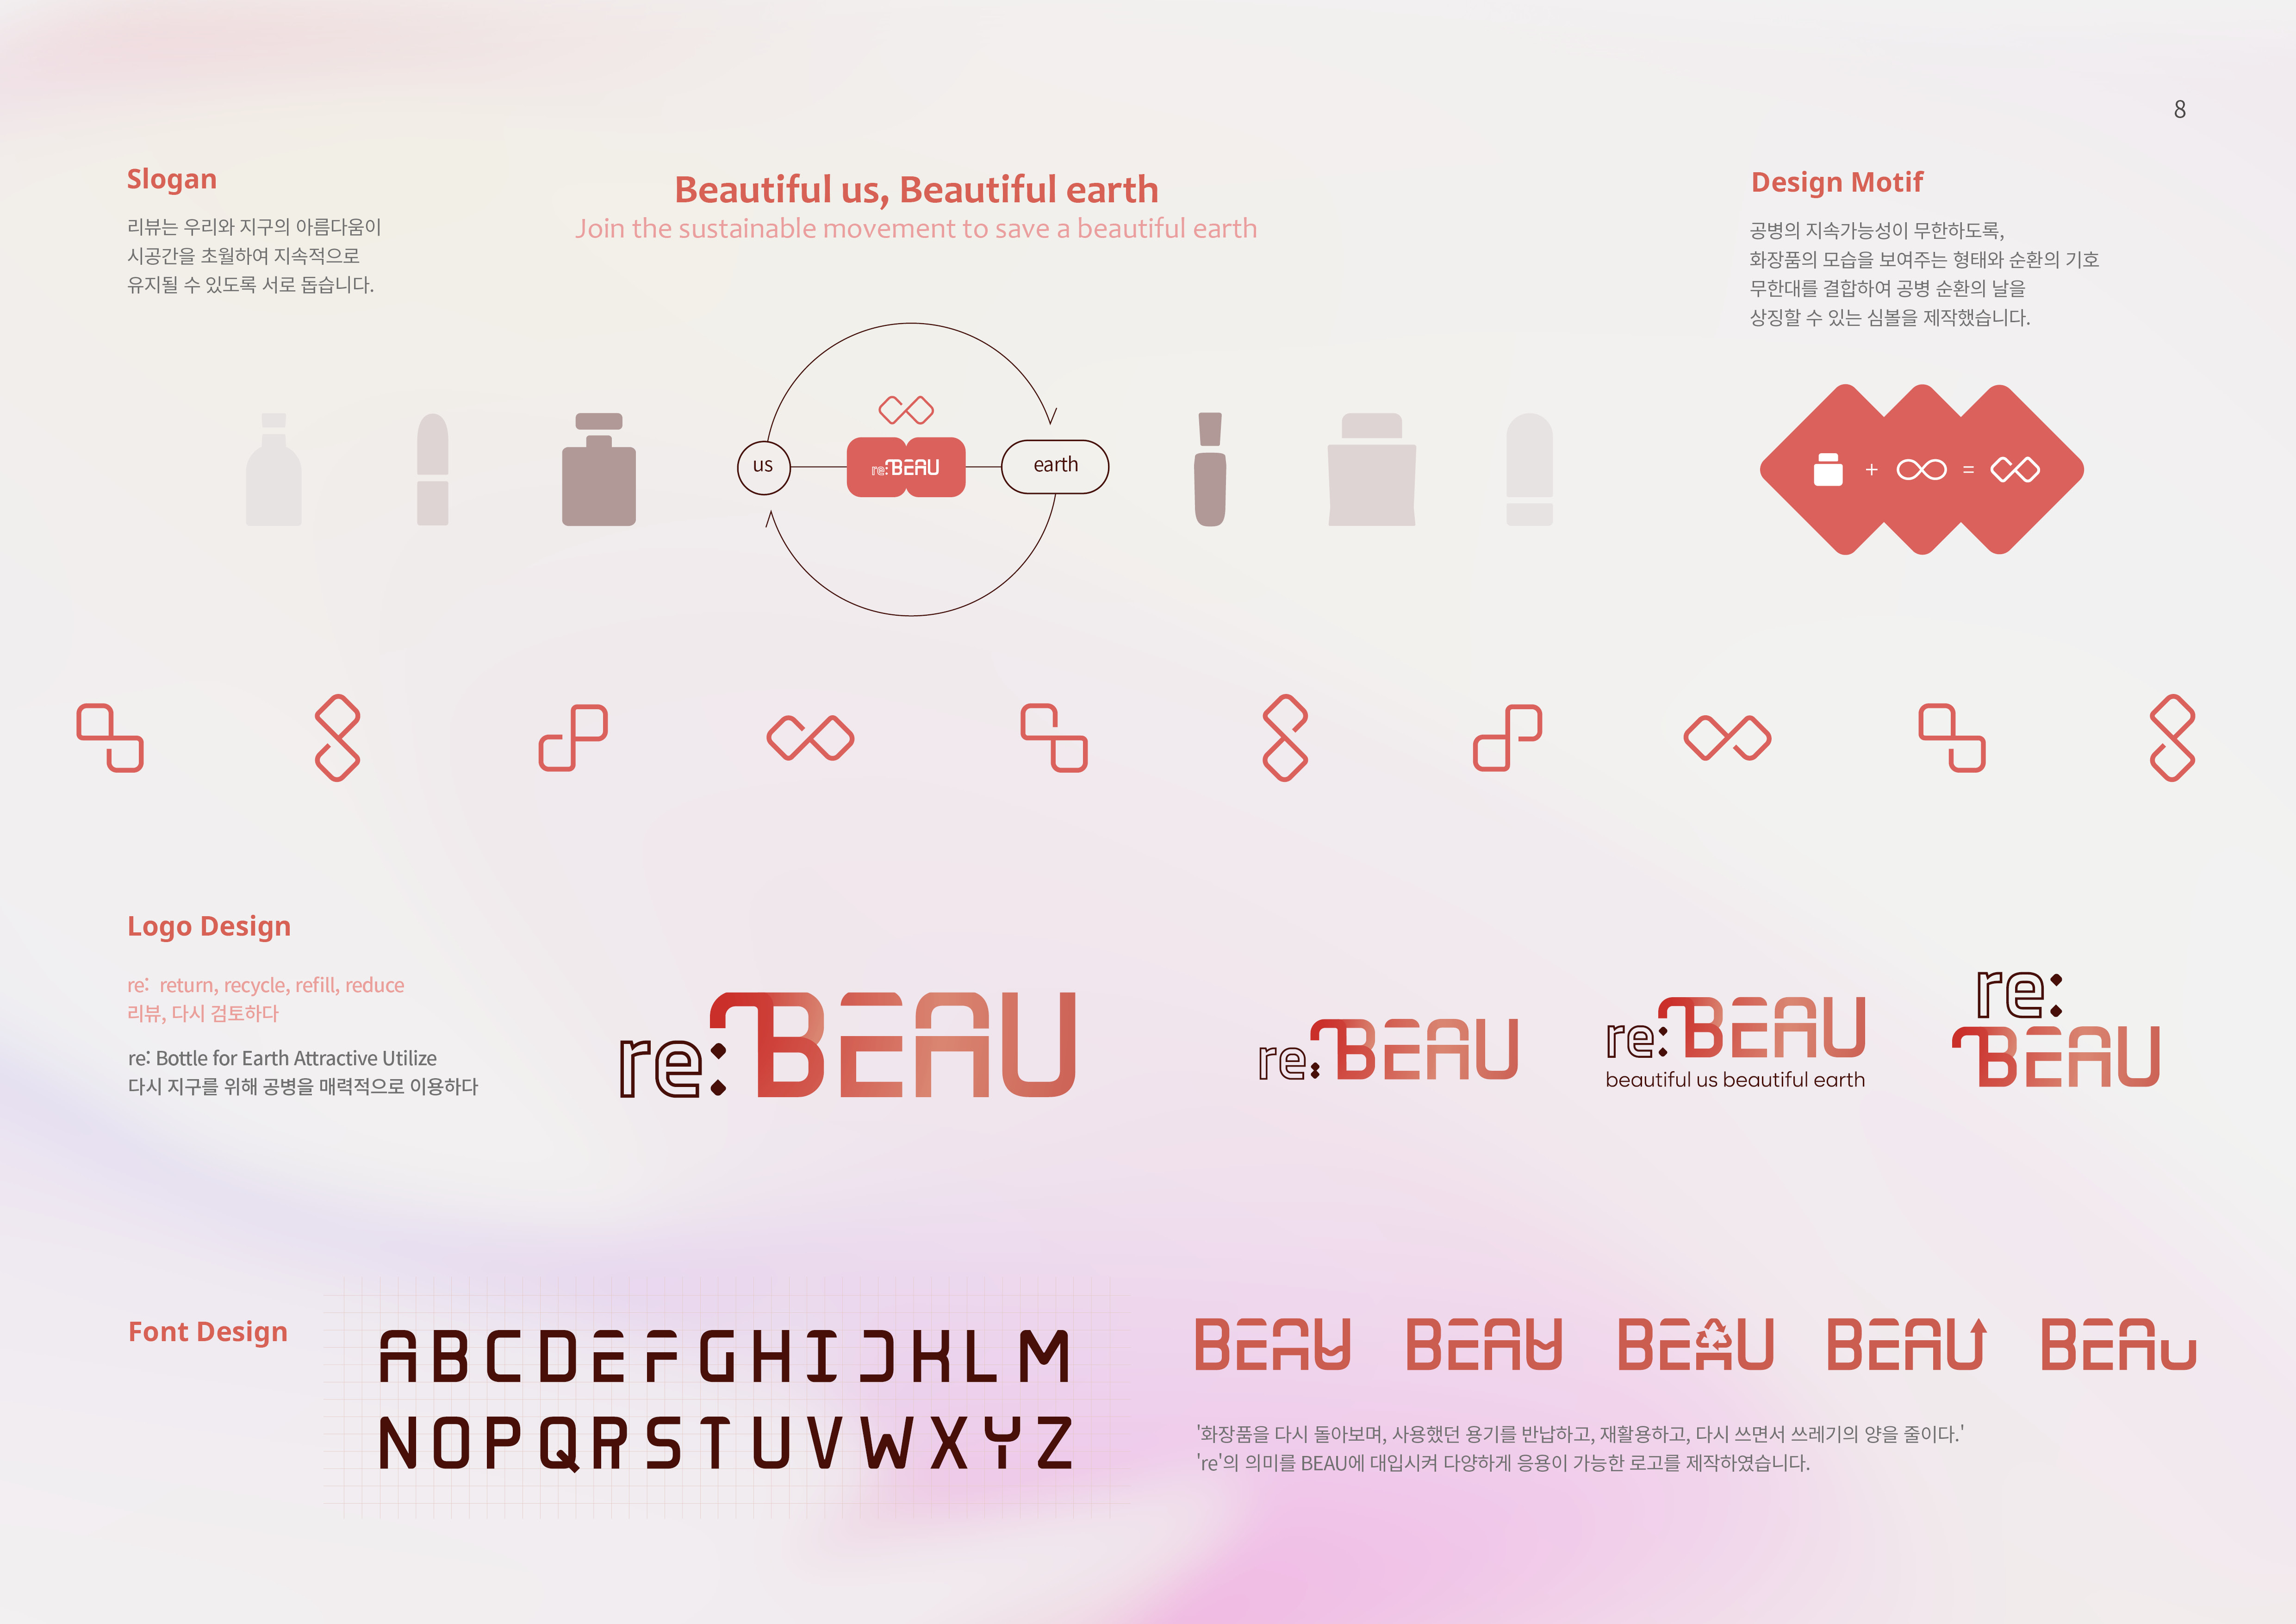 8
Slogan
리뷰는 우리와 지구의 아름다움이
시공간을 초월하여 지속적으로
유지될 수 있도록 서로 돕습니다.
Beautiful us, Beautiful earth
Join the sustainable movement to save a beautiful earth
us
re:BEAU
earth
Design Motif
공병의 지속가능성이 무한하도록,
화장품의 모습을 보여주는 형태와 순환의 기호
무한대를 결합하여 공병 순환의 날을
상징할 수 있는 심볼을 제작했습니다.
+ =
Logo Design
re: return, recycle, refill, reduce
리뷰, 다시 검토하다
re: Bottle for Earth Attractive Utilize
다시 지구를 위해 공병을 매력적으로 이용하다
re:BEAU
re:BEAU
re:BEAU
beautiful us beautiful earth
re:
BEAU
Font Design
ABCDEFGHIJKLM
NOPQRSTUVWXYZ
BEAU BEAU BEAU BEAU BEAU
'화장품을 다시 돌아보며, 사용했던 용기를 반납하고, 재활용하고, 다시 쓰면서 쓰레기의 양을 줄이다.'
're'의 의미를 BEAU에 대입시켜 다양하게 응용이 가능한 로고를 제작하였습니다.